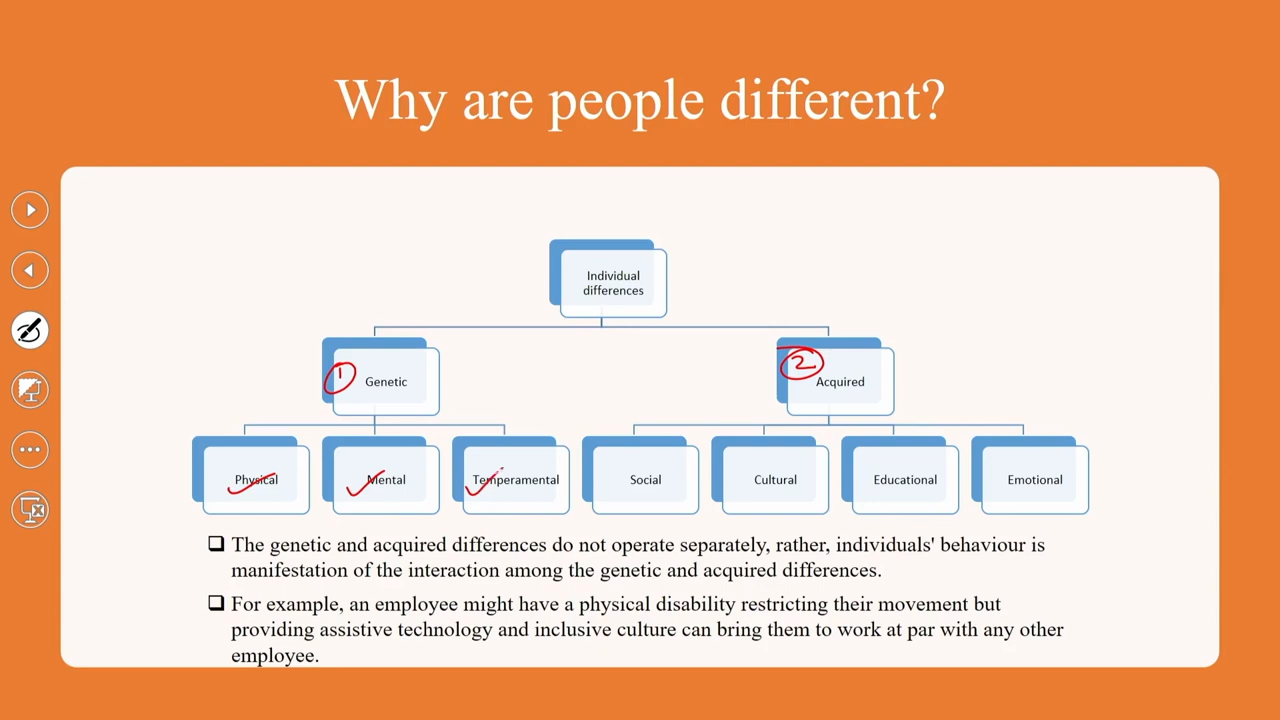 Why are people different?
Individual
differences
1
Genetic
2
Acquired
Physical
Mental
Temperamental
Social
Cultural
Educational
Emotional
The genetic and acquired differences do not operate separately, rather, individuals' behaviour is
manifestation of the interaction among the genetic and acquired differences.
For example, an employee might have a physical disability restricting their movement but
providing assistive technology and inclusive culture can bring them to work at par with any other
employee.